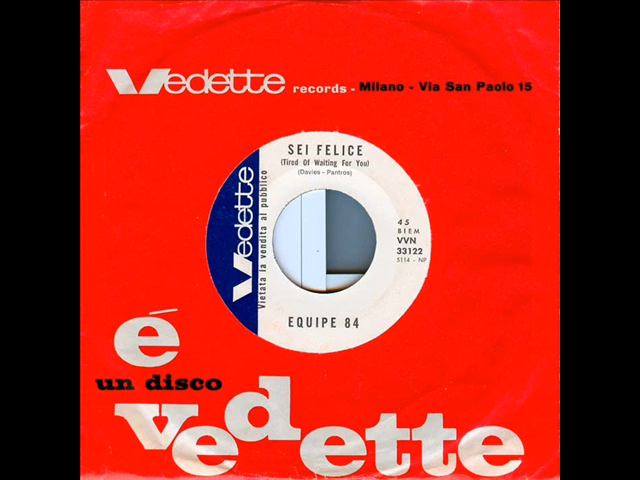 Vedette records - Milano - Via San Paolo 15
SEI FELICE
(Tired Of Waiting For You)
(Davies - Pantros)
45
BIEM
VVN
33122
5114 - NP
Vedette
Vietata la vendita al pubblico
EQUIPE 84
é
un disco
vedette